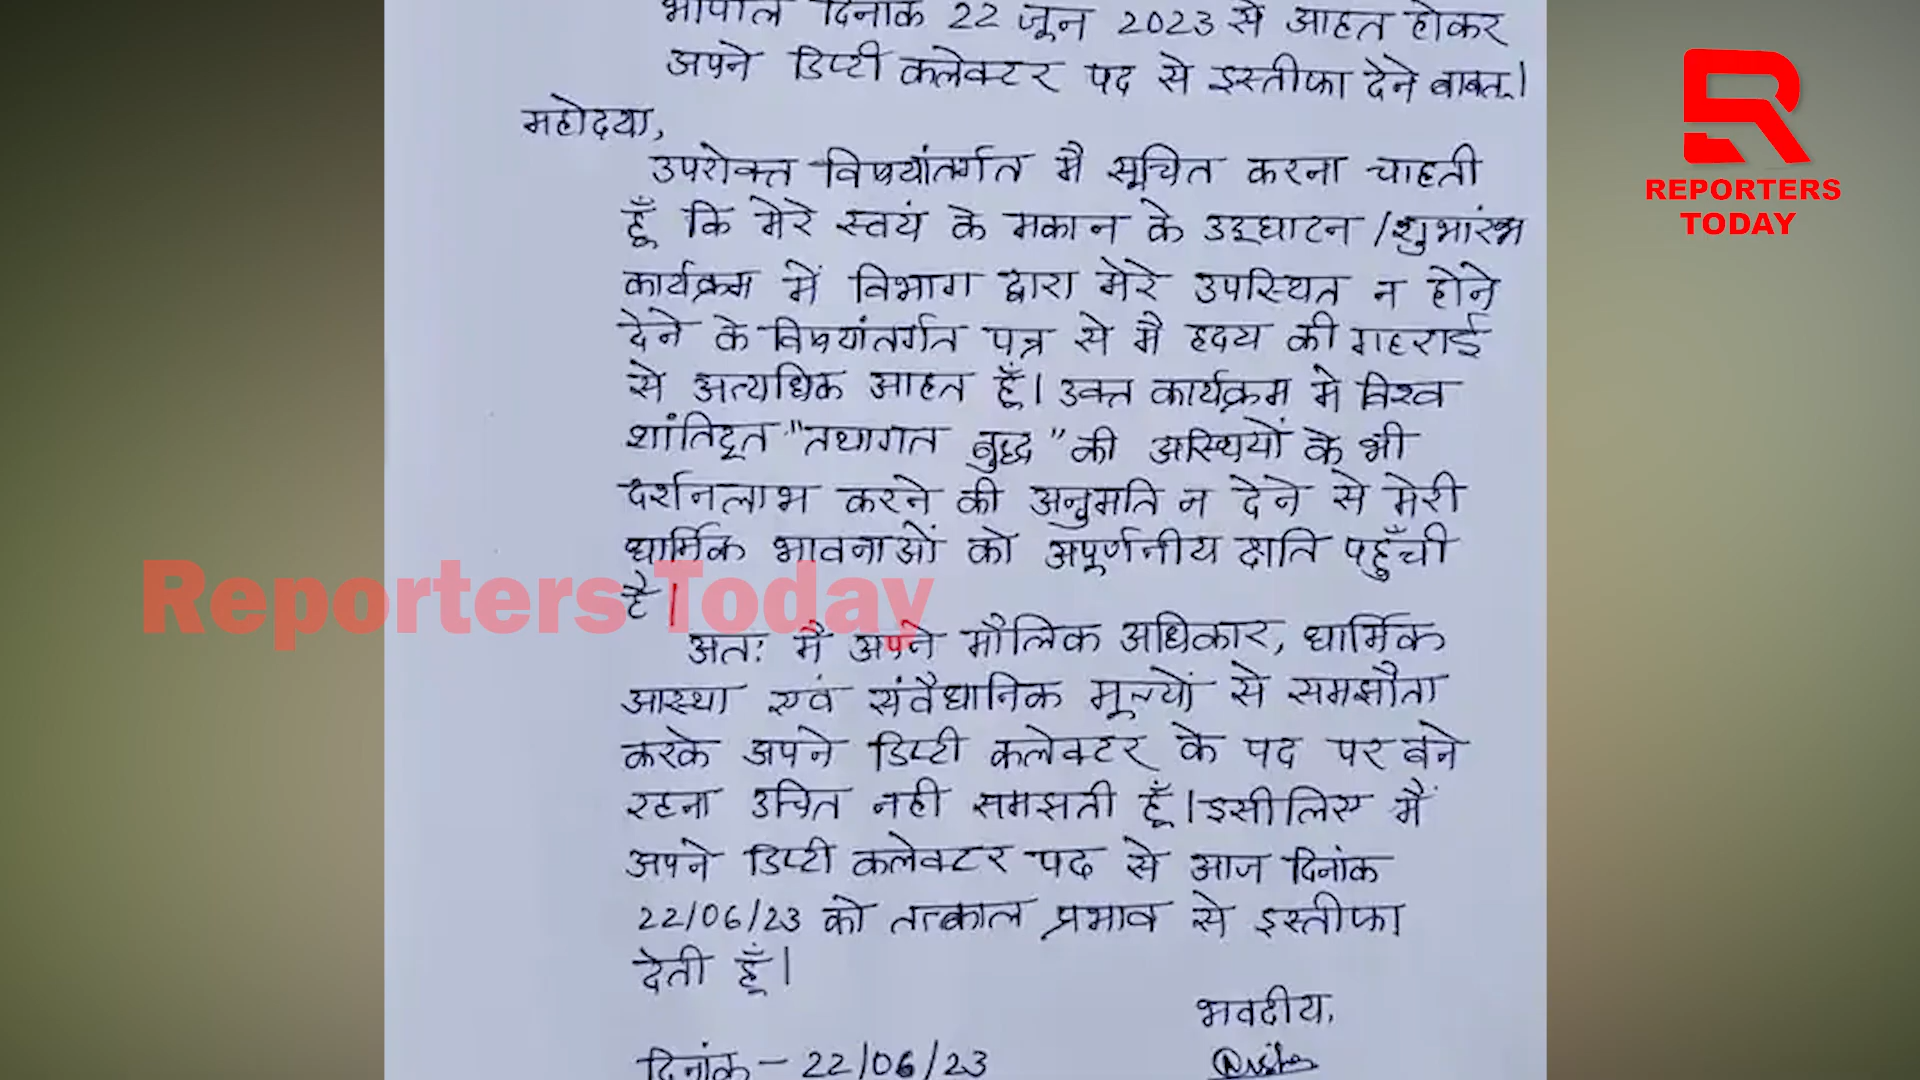 भोपाल दिनांक 22 जून 2023 से आहत होकर
अपने डिप्टी कलेक्टर पद से इस्तीफा देने बाबत्।
महोदया,
उपरोक्त विषयांतर्गत मै सूचित करना चाहती
हूँ कि मेरे स्वयं के मकान के उद्घाटन /शुभारंभ
कार्यक्रम में विभाग द्वारा मेरे उपस्थित न होने
देने के विषयांतर्गत पत्र से मै हृदय की गहराई
से अत्यधिक आहत हूँ। उक्त कार्यक्रम मे विश्व
शांतिदूत "तथागत बुद्ध" की अस्थियों के भी
दर्शनलाभ करने की अनुमति न देने से मेरी
धार्मिक भावनाओं को अपूर्णनीय क्षति पहुँची
है।
अतः मै अपने मौलिक अधिकार, धार्मिक
आस्था एवं संवैधानिक मूल्यों से समझौता
करके अपने डिप्टी कलेक्टर के पद पर बने
रहना उचित नही समझती हूँ। इसीलिए मैं
अपने डिप्टी कलेक्टर पद से आज दिनांक
22/06/23 को तत्काल प्रभाव से इस्तीफा
देती हूँ।
भवदीय,
दिनांक - 22/06/23
REPORTERS
TODAY
Reporters Today